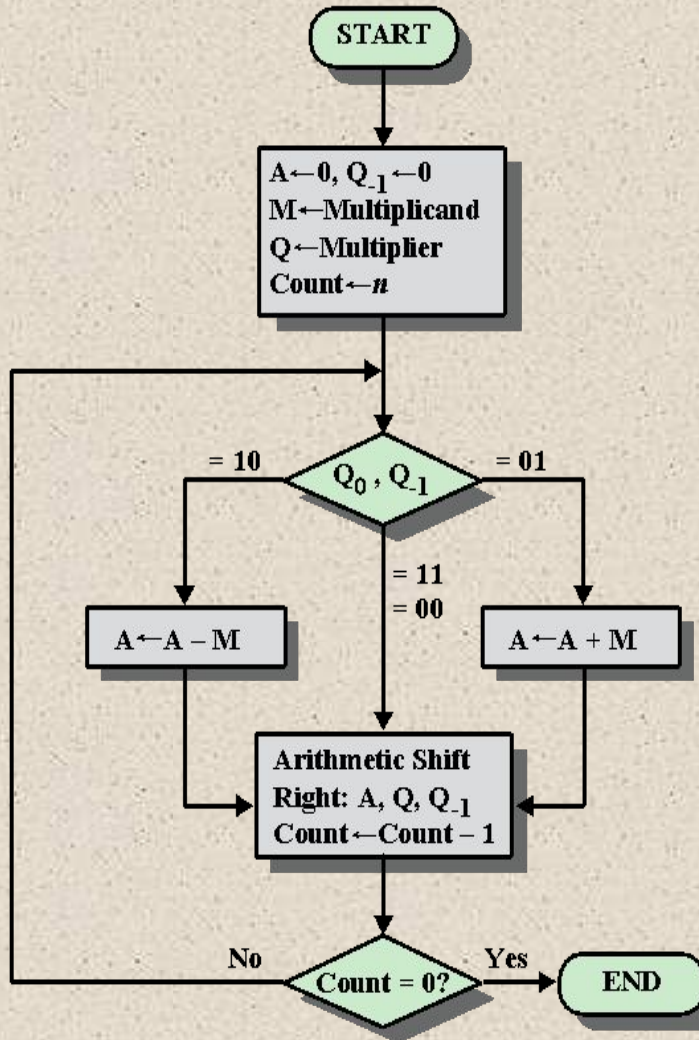 START
A←0, Q-1←0
M←Multiplicand
Q←Multiplier
Count←n
= 10
Q0 , Q-1
= 01
= 11
= 00
A←A – M
A←A + M
Arithmetic Shift
Right: A, Q, Q-1
Count←Count – 1
No
Count = 0?
Yes
END